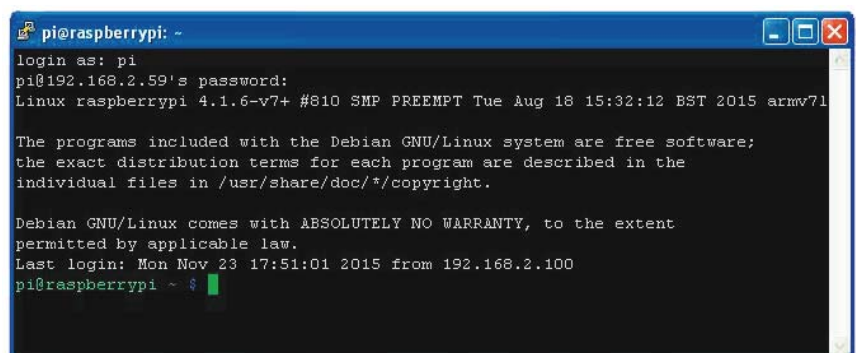 pi@raspberrypi: ~
login as: pi
pi@192.168.2.59's password:
Linux raspberrypi 4.1.6-v7+ #810 SMP PREEMPT Tue Aug 18 15:32:12 BST 2015 armv7l
The programs included with the Debian GNU/Linux system are free software;
the exact distribution terms for each program are described in the
individual files in /usr/share/doc/*/copyright.
Debian GNU/Linux comes with ABSOLUTELY NO WARRANTY, to the extent
permitted by applicable law.
Last login: Mon Nov 23 17:51:01 2015 from 192.168.2.100
pi@raspberrypi ~ $